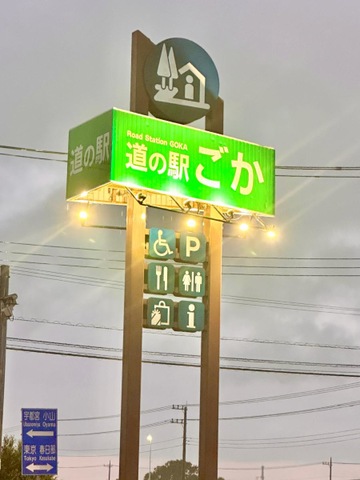 Road Station GOKA
道の駅 ごか
道の駅
P
i
宇都宮 小山
Utsunomiya Oyama
東京 春日部
Tokyo Kasukabe